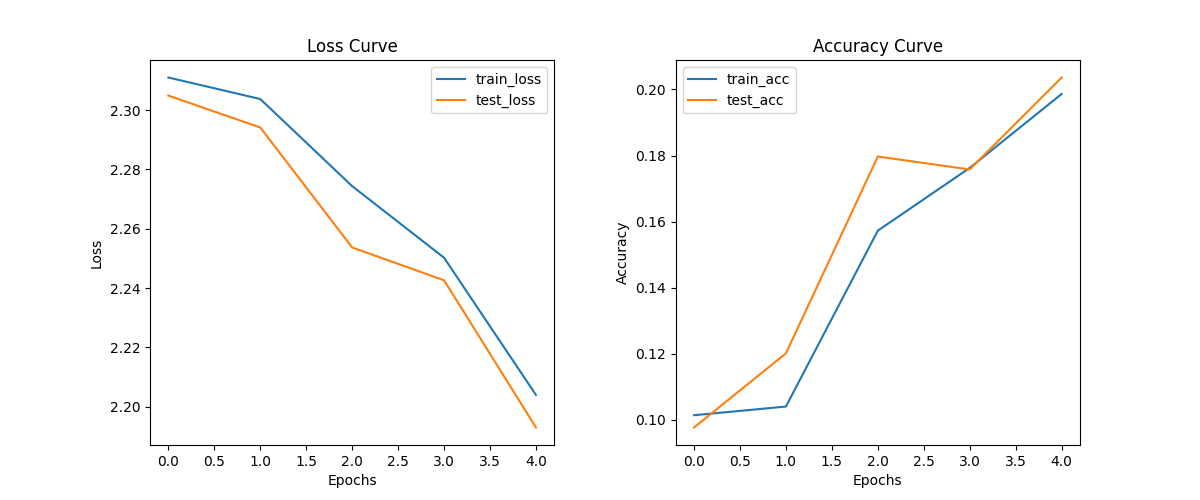 Loss Curve
train_loss
test_loss
2.30
2.28
2.26
2.24
2.22
2.20
Loss
0.0 0.5 1.0 1.5 2.0 2.5 3.0 3.5 4.0
Epochs
Accuracy Curve
train_acc
test_acc
0.20
0.18
0.16
0.14
0.12
0.10
Accuracy
0.0 0.5 1.0 1.5 2.0 2.5 3.0 3.5 4.0
Epochs